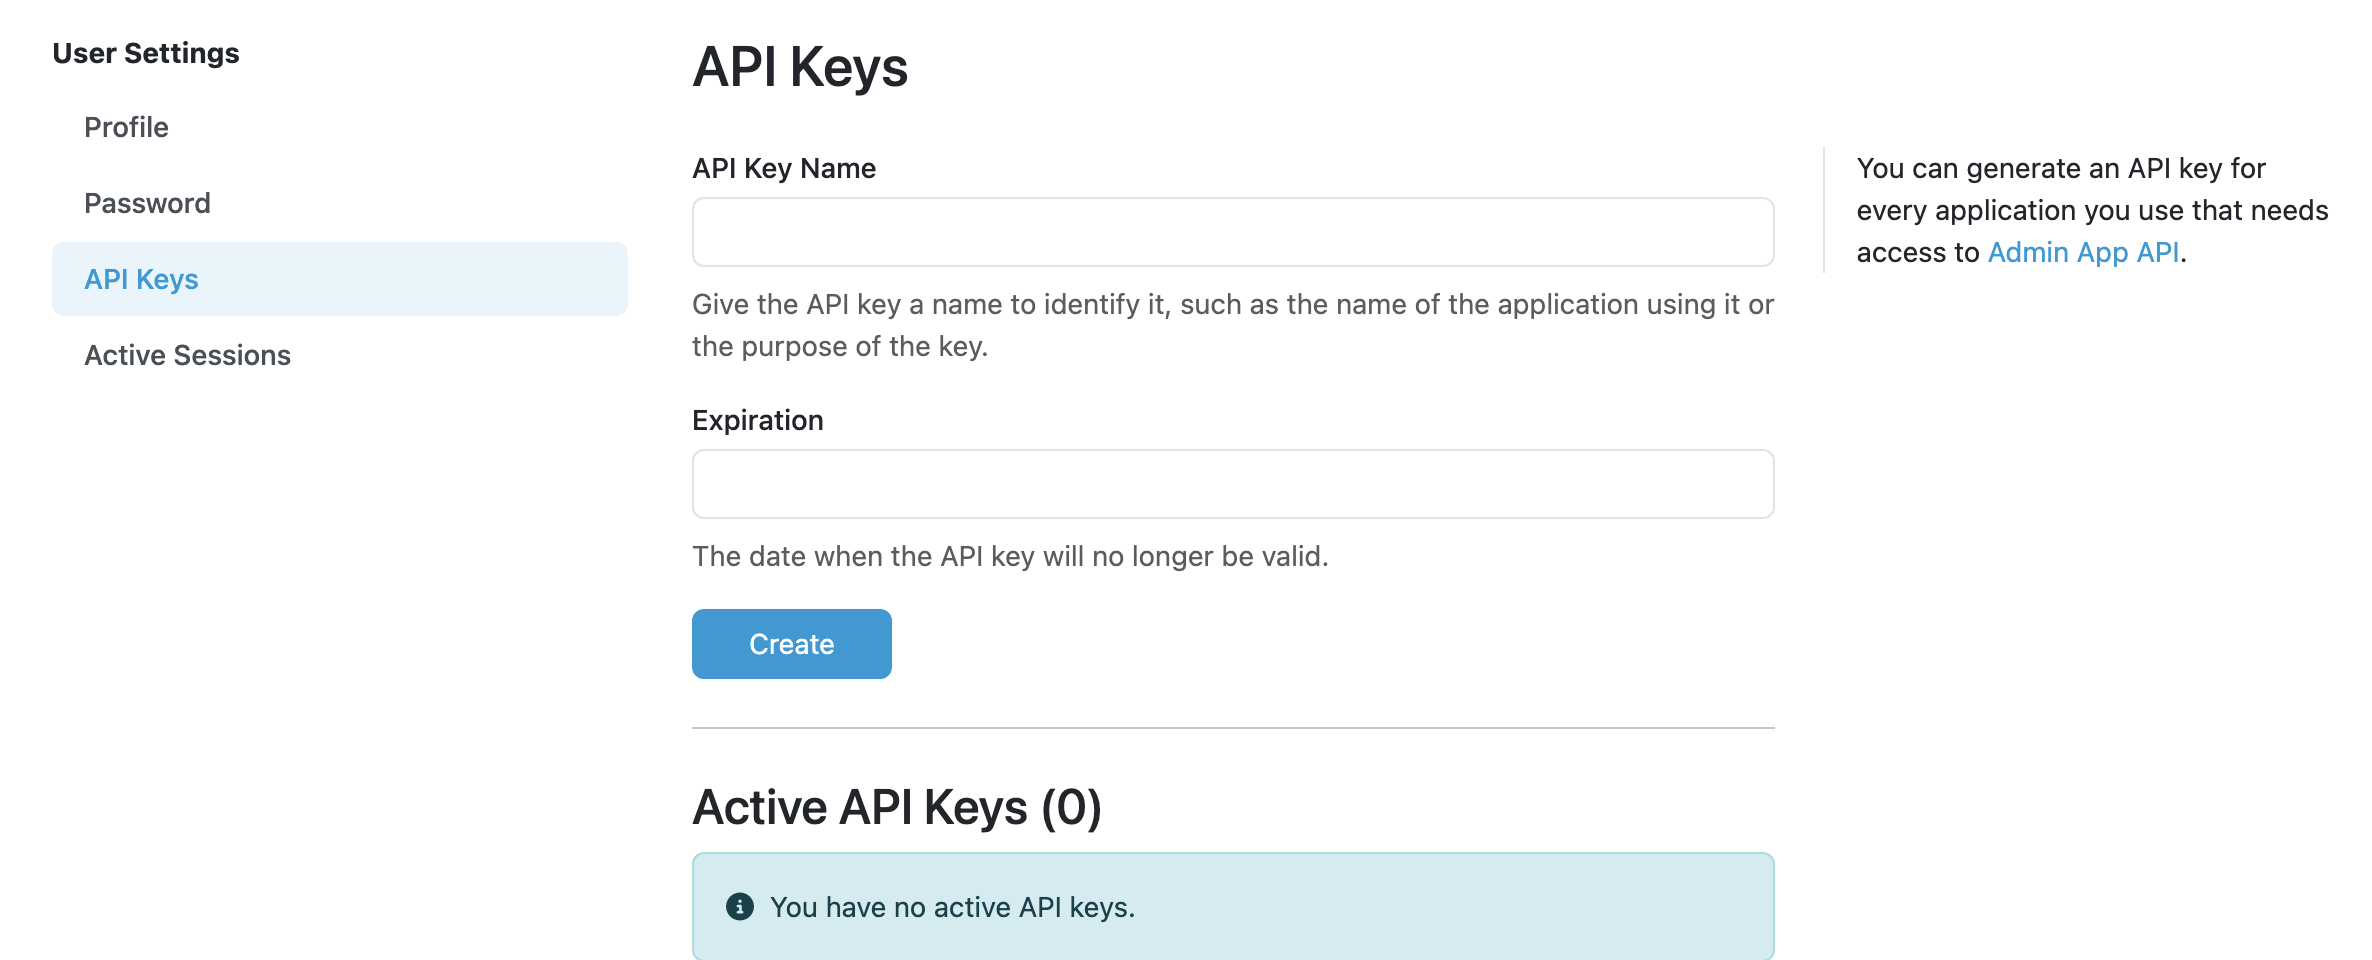 User Settings
Profile
Password
API Keys
Active Sessions
API Keys
API Key Name
Give the API key a name to identify it, such as the name of the application using it or
the purpose of the key.
Expiration
The date when the API key will no longer be valid.
Create
Active API Keys (0)
You have no active API keys.
You can generate an API key for
every application you use that needs
access to Admin App API.